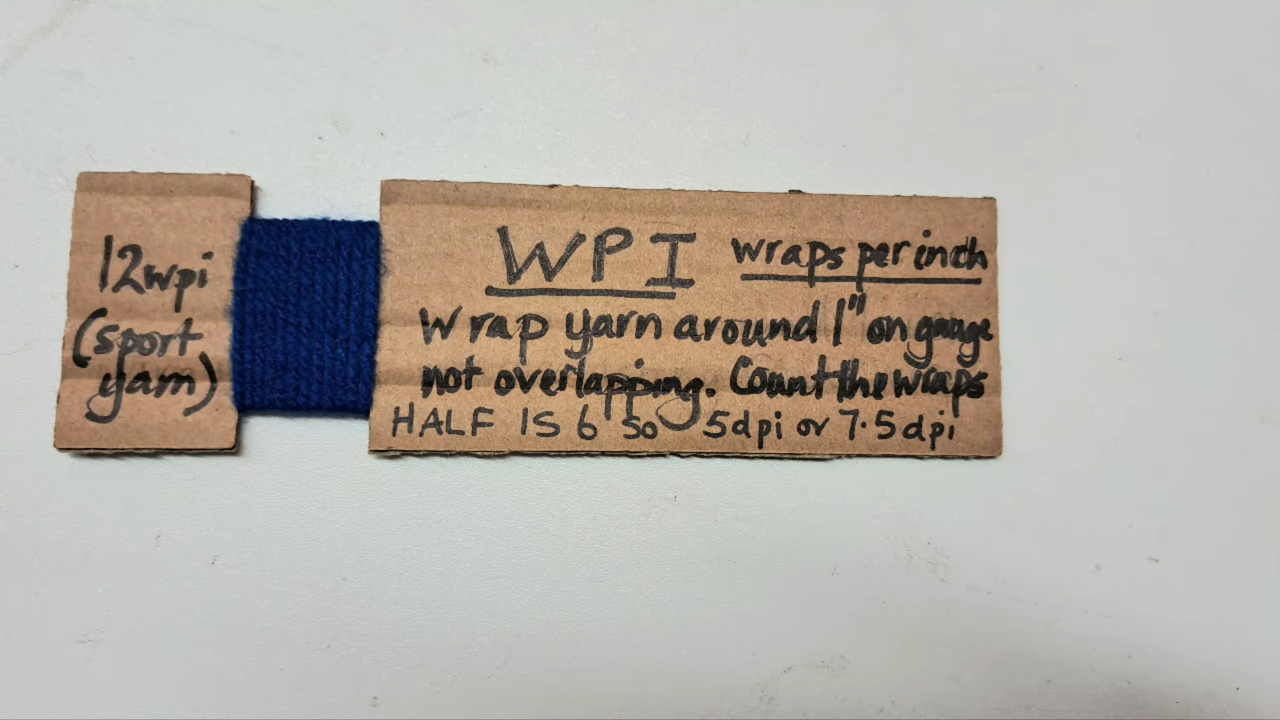 12wpi
(sport
yarn)
WPI wraps per inch
Wrap yarn around 1" on guage
not overlapping. Count the wraps
HALF IS 6 so 5dpi or 7.5dpi